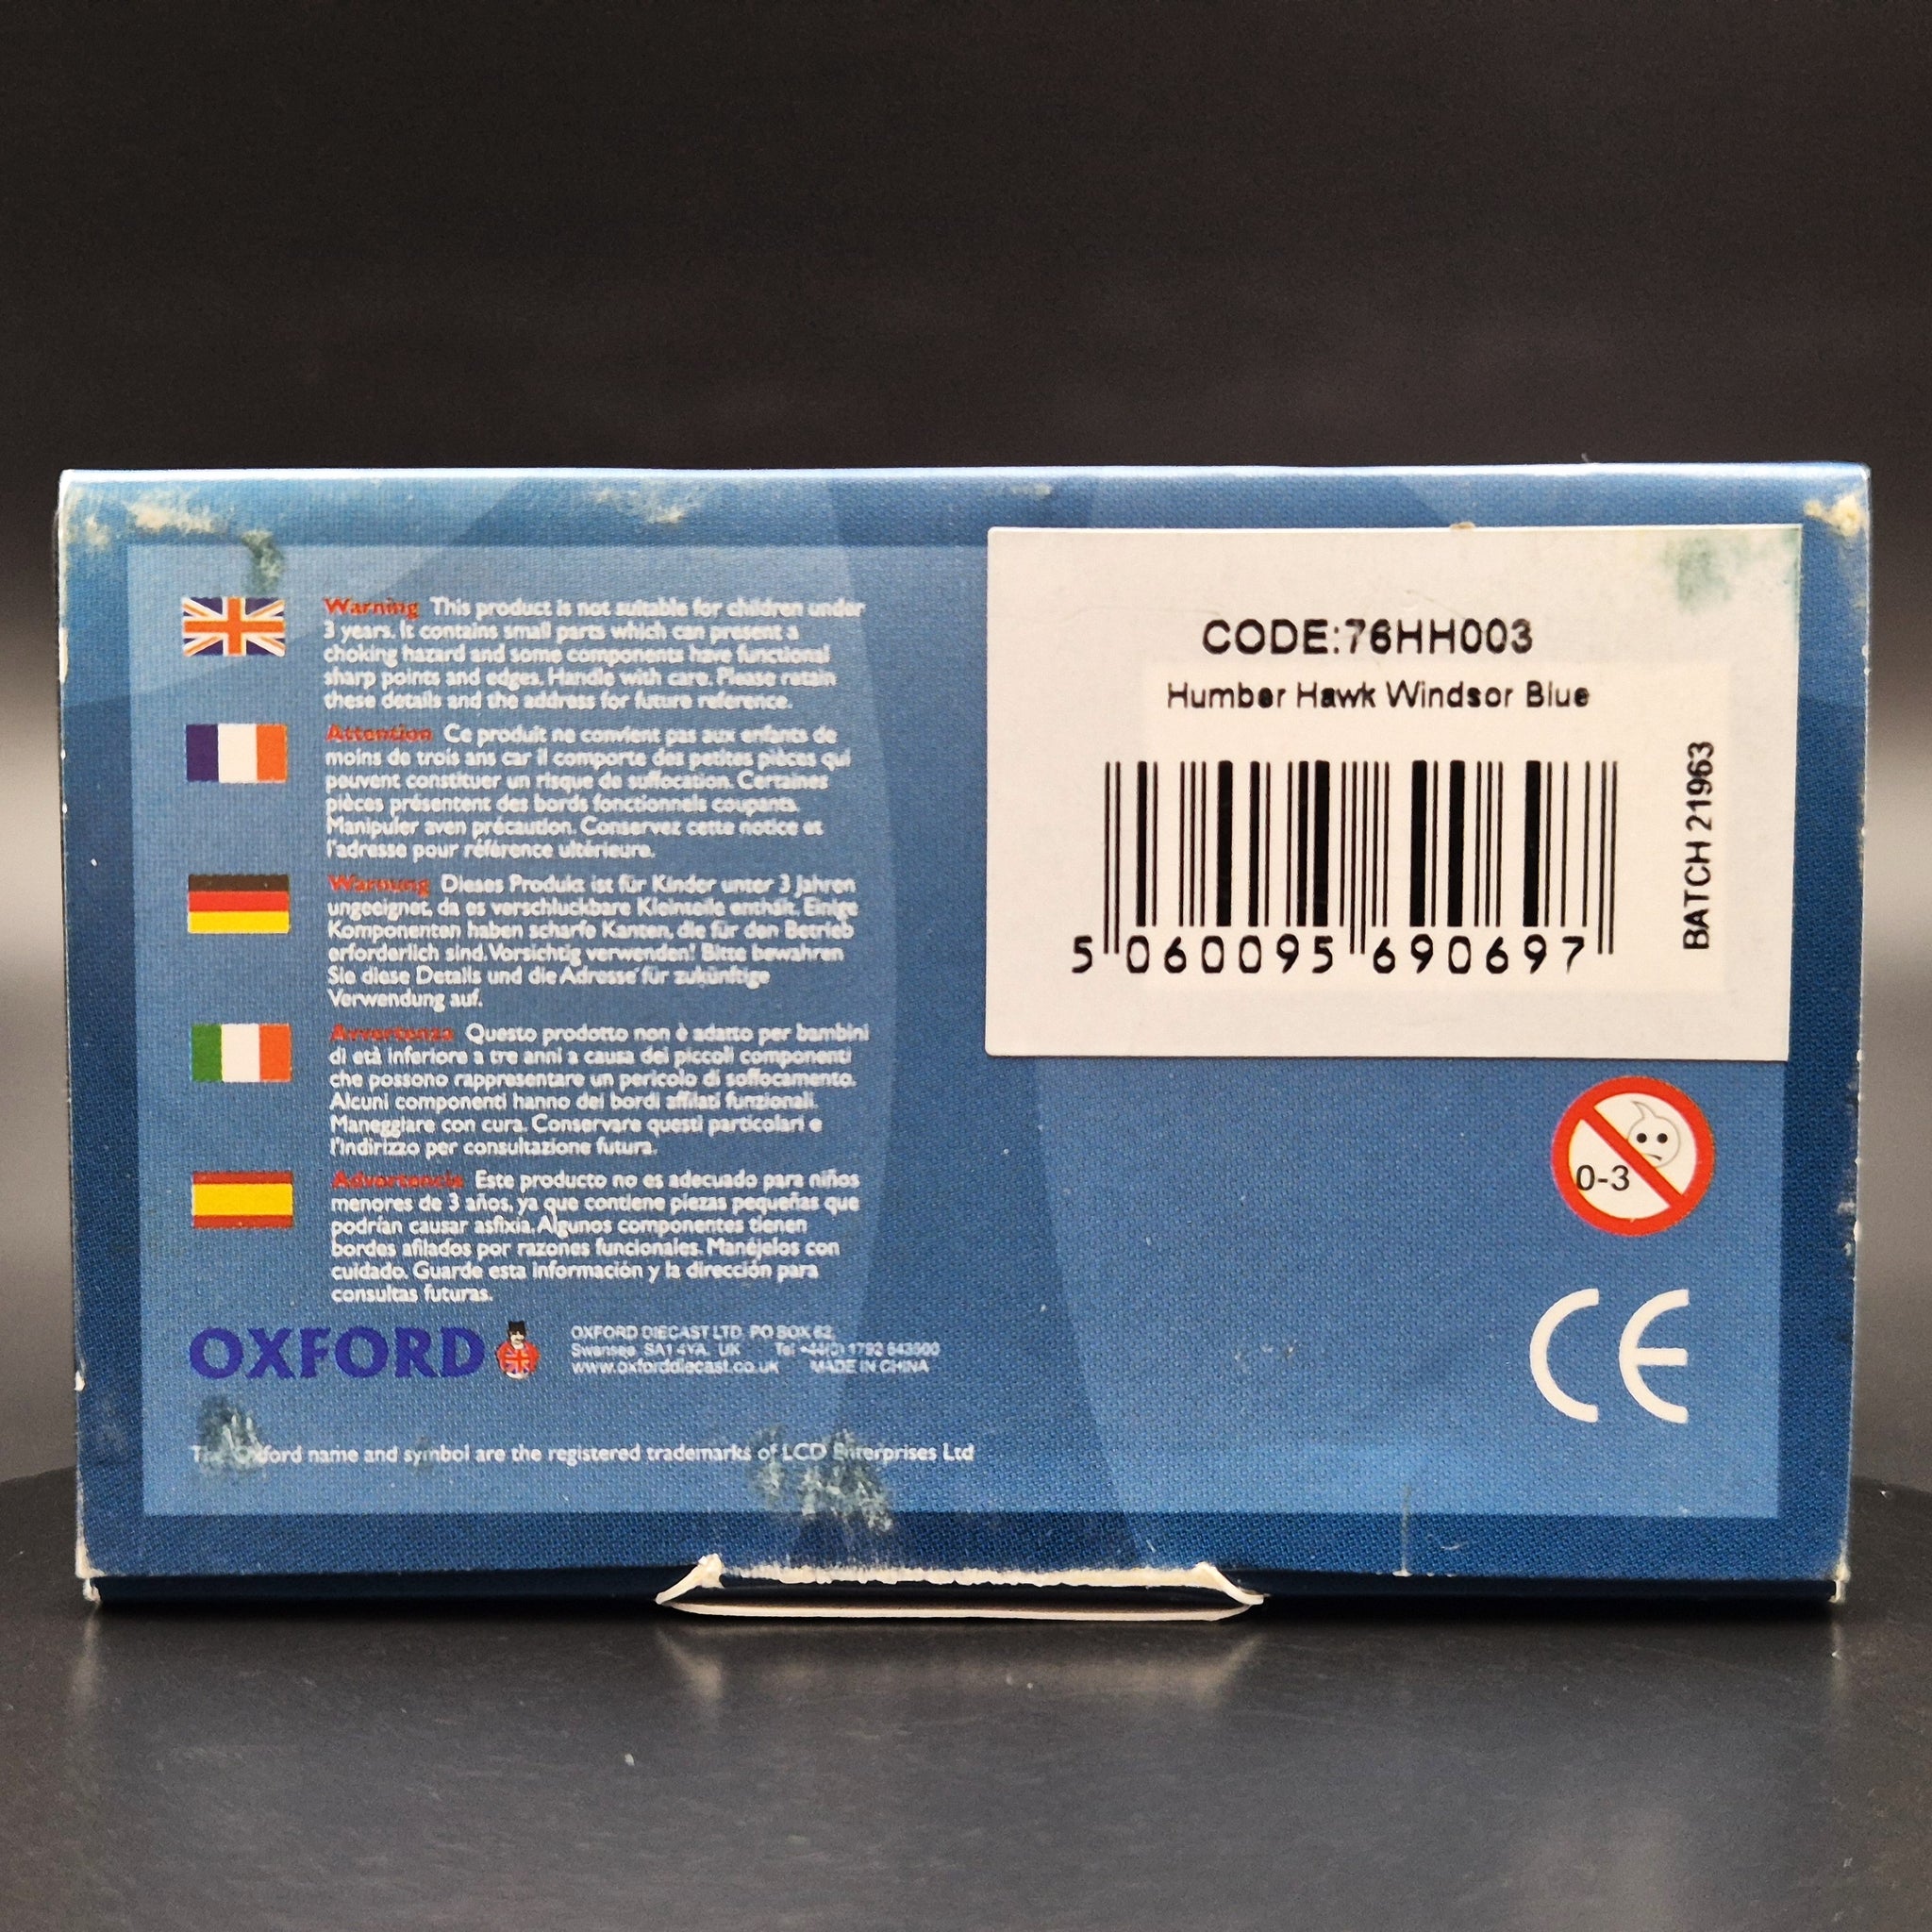 Warning This product is not suitable for children under
3 years. It contains small parts which can present a
choking hazard and some components have functional
sharp points and edges. Handle with care. Please retain
these details and the address for future reference.
Attention Ce produit ne convient pas aux enfants de
moins de trois ans car il comporte des petites pièces qui
peuvent constituer un risque de suffocation. Certaines
pièces présentent des bords fonctionnels coupants.
Manipuler aven précaution. Conservez cette notice et
l'adresse pour référence ultérieure.
Warnung Dieses Produkt ist für Kinder unter 3 Jahren
ungeeignet, da es verschluckbare Kleinteile enthält. Einige
Komponenten haben scharfe Kanten, die für den Betrieb
erforderlich sind. Vorsichtig verwenden! Bitte bewahren
Sie diese Details und die Adresse für zukünftige
Verwendung auf.
Avvertenza Questo prodotto non è adatto per bambini
di età inferiore a tre anni a causa dei piccoli componenti
che possono rappresentare un pericolo di soffocamento.
Alcuni componenti hanno dei bordi affilati funzionali.
Maneggiare con cura. Conservare questi particolari e
l'indirizzo per consultazione futura.
Advertencia Este producto no es adecuado para niños
menores de 3 años, ya que contiene piezas pequeñas que
podrían causar asfixia. Algunos componentes tienen
bordes afilados por razones funcionales. Manéjelos con
cuidado. Guarde esta información y la dirección para
consultas futuras.
OXFORD
OXFORD DIECAST LTD PO BOX 62,
Swansea SA1 4YA. UK Tel +44(0) 1792 643500
www.oxforddiecast.co.uk MADE IN CHINA
The Oxford name and symbol are the registered trademarks of LCD Enterprises Ltd
CODE:76HH003
Humber Hawk Windsor Blue
5 060095 690697
BATCH 21963
0-3
CE